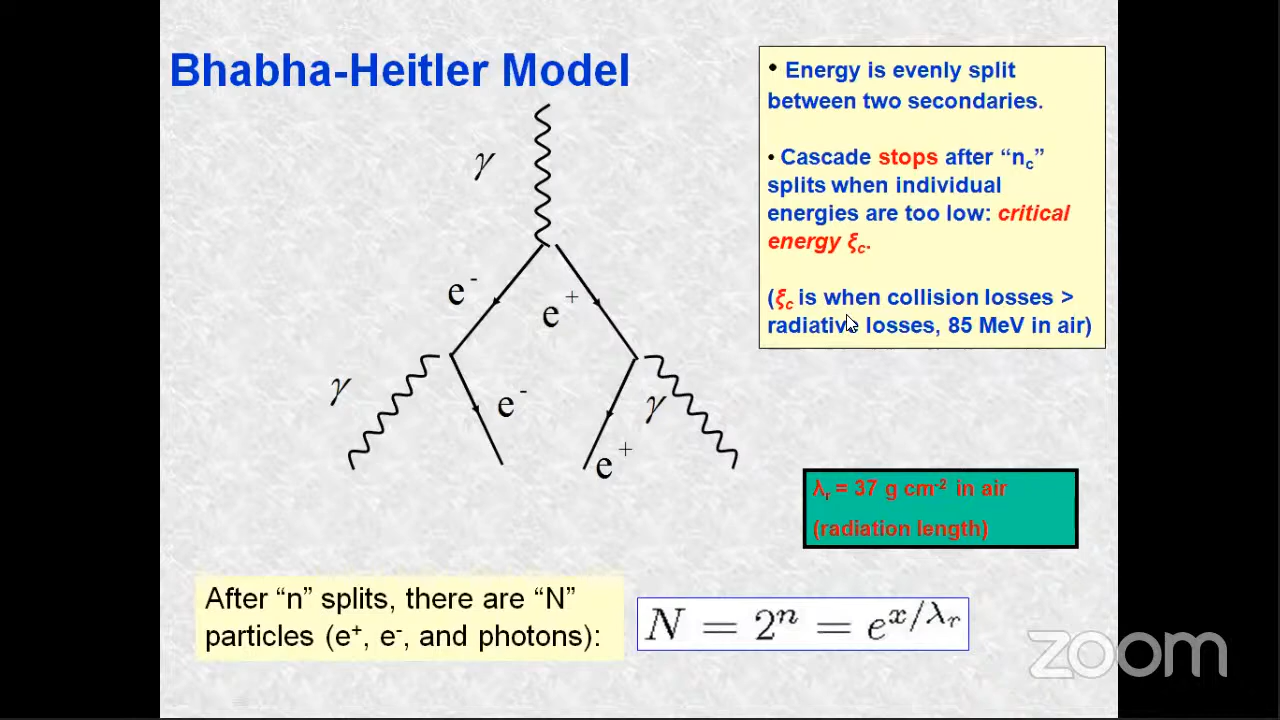 Bhabha-Heitler Model
γ
e⁻
e⁺
γ
e⁻
γ
e⁺
• Energy is evenly split
between two secondaries.
• Cascade stops after “n_c”
splits when individual
energies are too low: critical
energy ξ_c.
(ξ_c is when collision losses >
radiative losses, 85 MeV in air)
λ_r = 37 g cm⁻² in air
(radiation length)
After “n” splits, there are “N”
particles (e⁺, e⁻, and photons):
N = 2ⁿ = e^{x/λ_r}
zoom